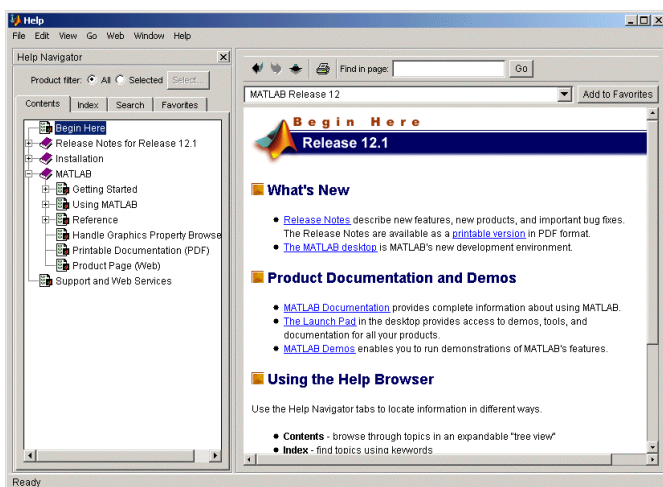 Help
File Edit View Go Web Window Help
Help Navigator
Product filter: All Selected Select...
Contents Index Search Favorites
Begin Here
Release Notes for Release 12.1
Installation
MATLAB
Getting Started
Using MATLAB
Reference
Handle Graphics Property Browse
Printable Documentation (PDF)
Product Page (Web)
Support and Web Services
Find in page: Go
MATLAB Release 12 Add to Favorites
Begin Here
Release 12.1
What's New
Release Notes describe new features, new products, and important bug fixes.
The Release Notes are available as a printable version in PDF format.
The MATLAB desktop is MATLAB's new development environment.
Product Documentation and Demos
MATLAB Documentation provides complete information about using MATLAB.
The Launch Pad in the desktop provides access to demos, tools, and
documentation for all your products.
MATLAB Demos enables you to run demonstrations of MATLAB's features.
Using the Help Browser
Use the Help Navigator tabs to locate information in different ways.
Contents - browse through topics in an expandable "tree view"
Index - find topics using keywords
Ready